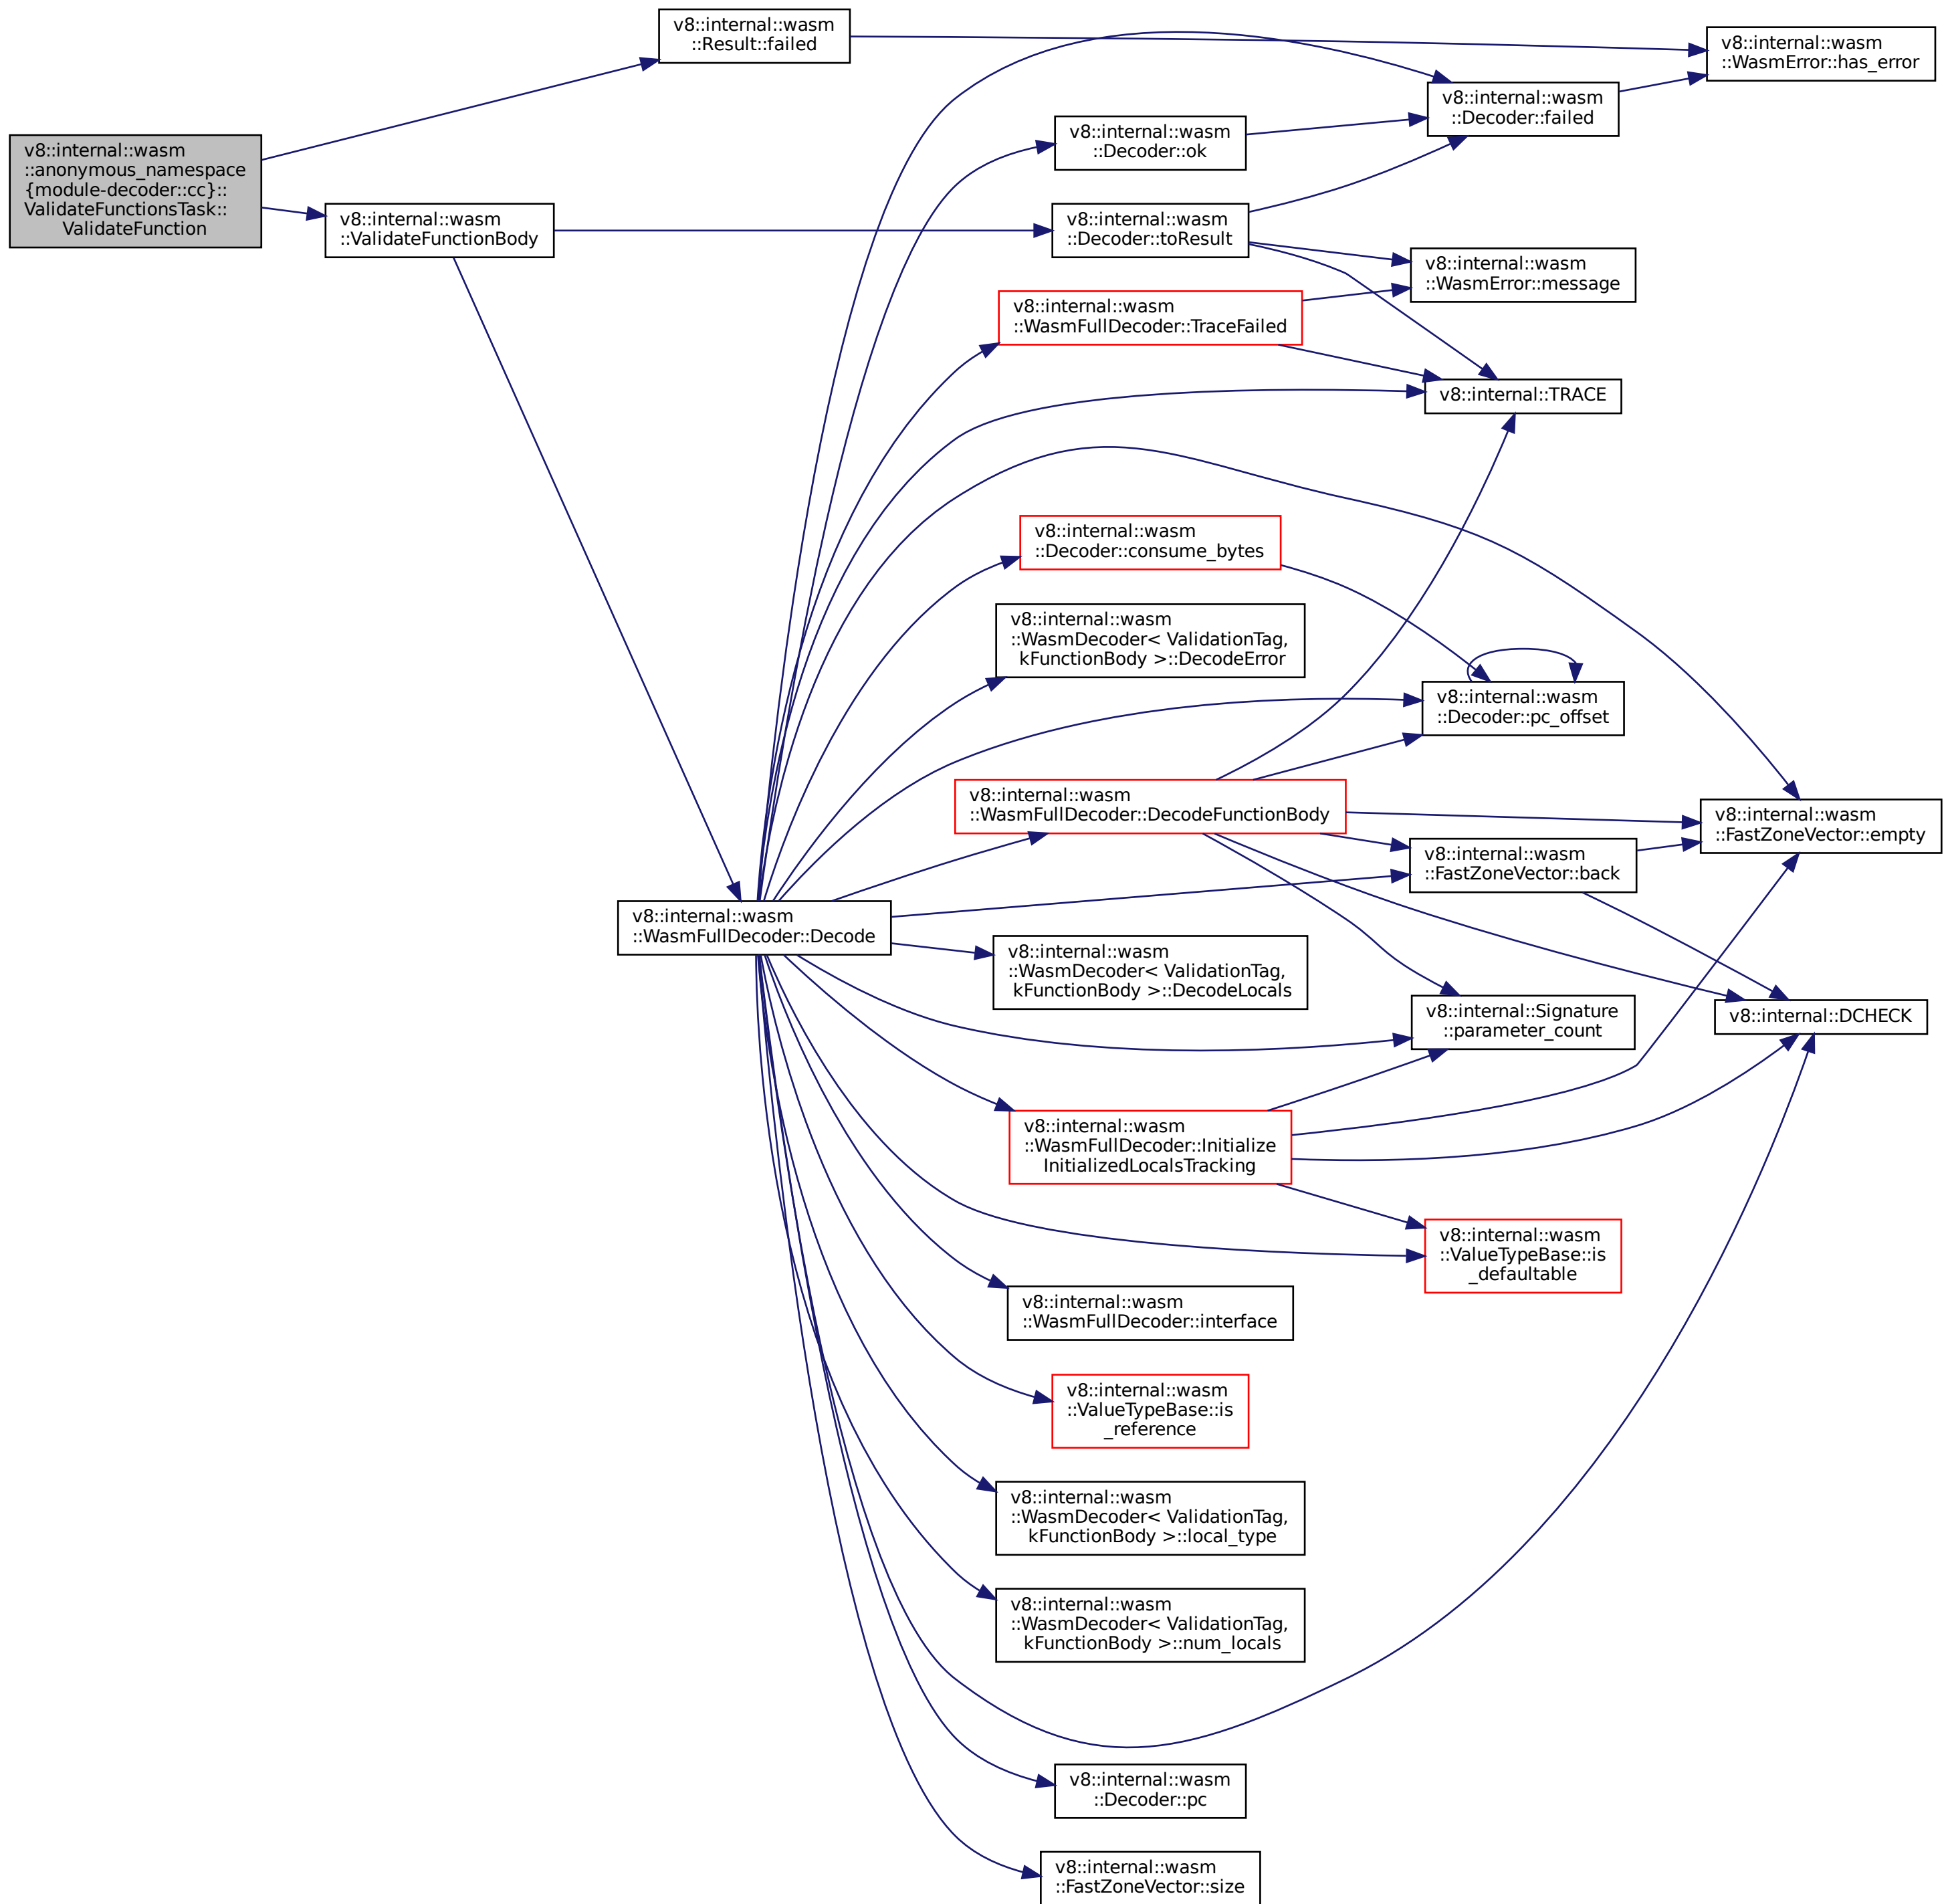 v8::internal::wasm
::Result::failed
v8::internal::wasm
::WasmError::has_error
v8::internal::wasm
::Decoder::failed
v8::internal::wasm
::Decoder::ok
v8::internal::wasm
::anonymous_namespace
{module-decoder::cc}::
ValidateFunctionsTask::
ValidateFunction
v8::internal::wasm
::ValidateFunctionBody
v8::internal::wasm
::Decoder::toResult
v8::internal::wasm
::WasmError::message
v8::internal::wasm
::WasmFullDecoder::TraceFailed
v8::internal::TRACE
v8::internal::wasm
::Decoder::consume_bytes
v8::internal::wasm
::WasmDecoder< ValidationTag,
kFunctionBody >::DecodeError
v8::internal::wasm
::Decoder::pc_offset
v8::internal::wasm
::WasmFullDecoder::DecodeFunctionBody
v8::internal::wasm
::FastZoneVector::empty
v8::internal::wasm
::FastZoneVector::back
v8::internal::wasm
::WasmFullDecoder::Decode
v8::internal::wasm
::WasmDecoder< ValidationTag,
kFunctionBody >::DecodeLocals
v8::internal::Signature
::parameter_count
v8::internal::DCHECK
v8::internal::wasm
::WasmFullDecoder::Initialize
InitializedLocalsTracking
v8::internal::wasm
::ValueTypeBase::is
_defaultable
v8::internal::wasm
::WasmFullDecoder::interface
v8::internal::wasm
::ValueTypeBase::is
_reference
v8::internal::wasm
::WasmDecoder< ValidationTag,
kFunctionBody >::local_type
v8::internal::wasm
::WasmDecoder< ValidationTag,
kFunctionBody >::num_locals
v8::internal::wasm
::Decoder::pc
v8::internal::wasm
::FastZoneVector::size